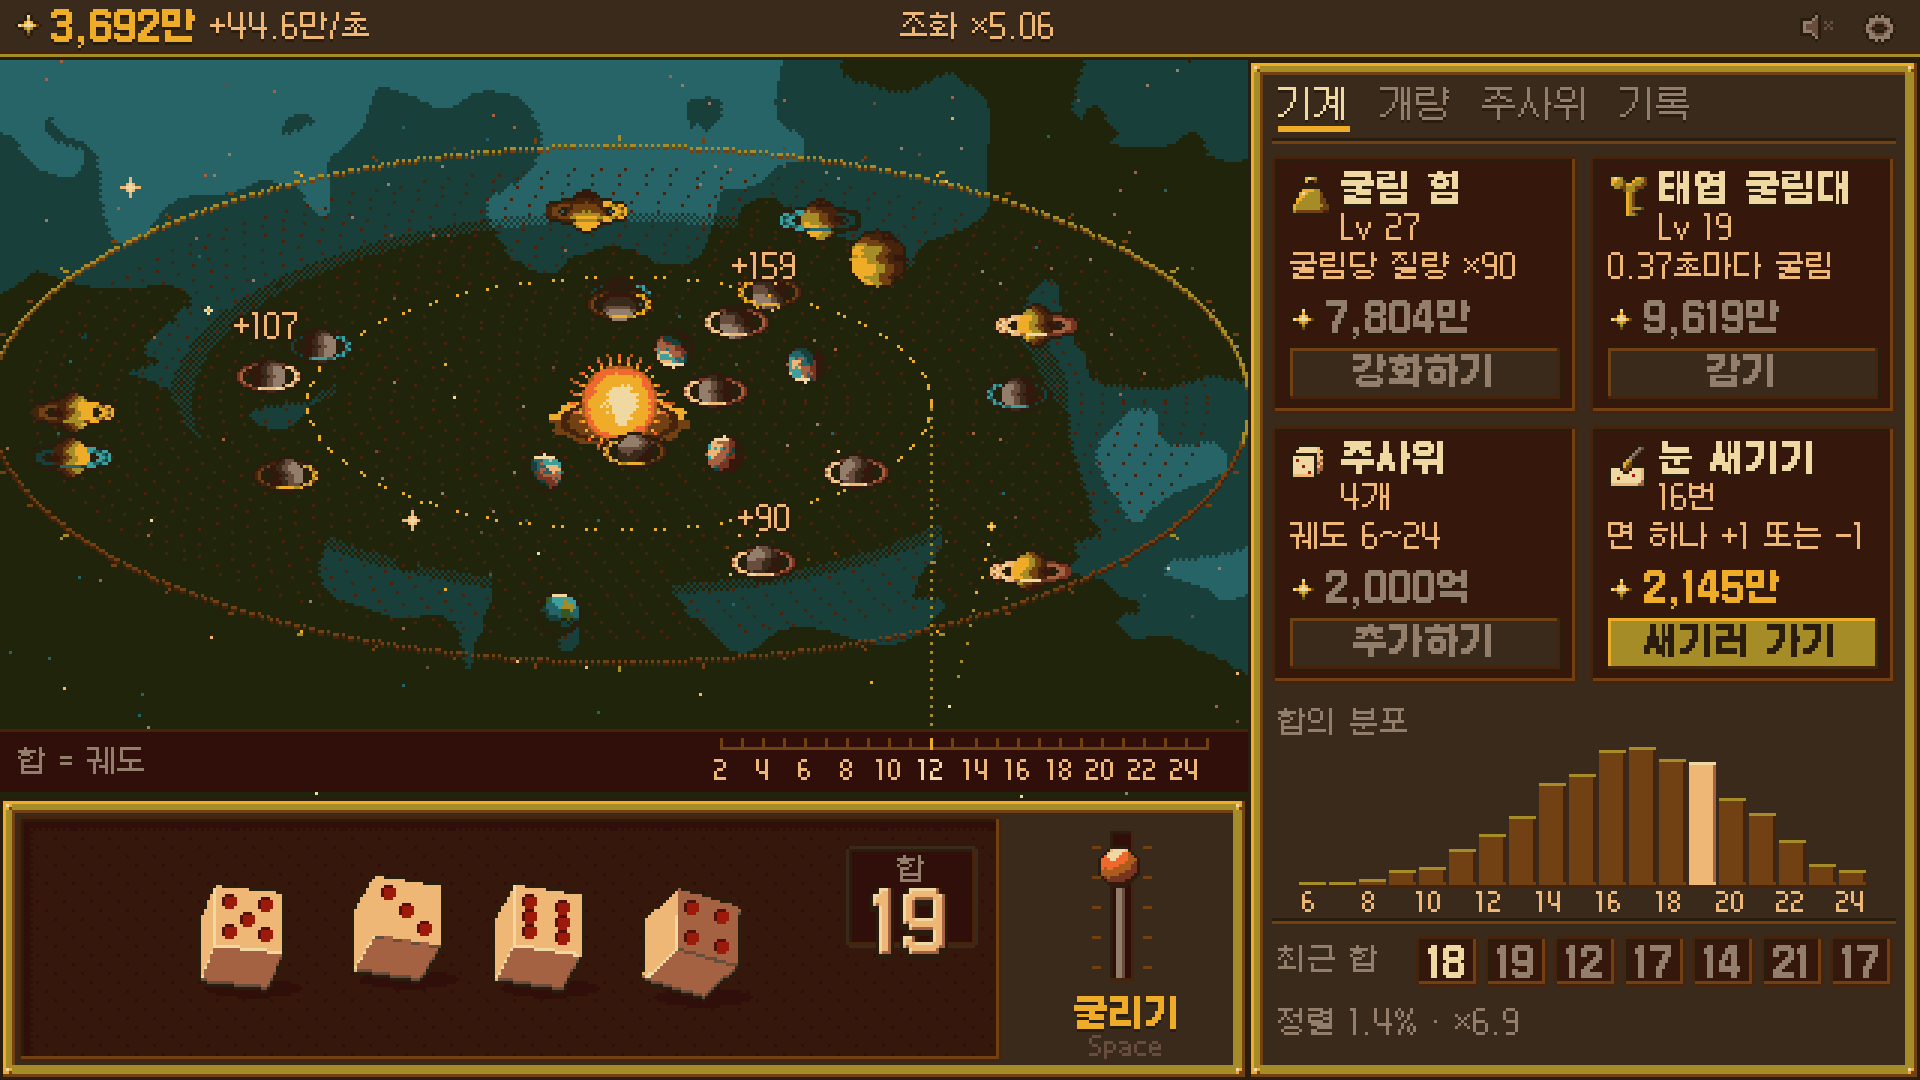 3,692만 +44.6만/초
조화 ×5.06
기계 개량 주사위 기록
굴림 힘
Lv 27
굴림당 질량 ×90
7,804만
강화하기
태엽 굴림대
Lv 19
0.37초마다 굴림
9,619만
감기
주사위
4개
궤도 6~24
2,000억
추가하기
눈 새기기
16번
면 하나 +1 또는 -1
2,145만
새기러 가기
+159
+107
+90
합 = 궤도
2 4 6 8 10 12 14 16 18 20 22 24
합의 분포
6 8 10 12 14 16 18 20 22 24
최근 합 18 19 12 17 14 21 17
정렬 1.4% · ×6.9
합
19
굴리기
Space